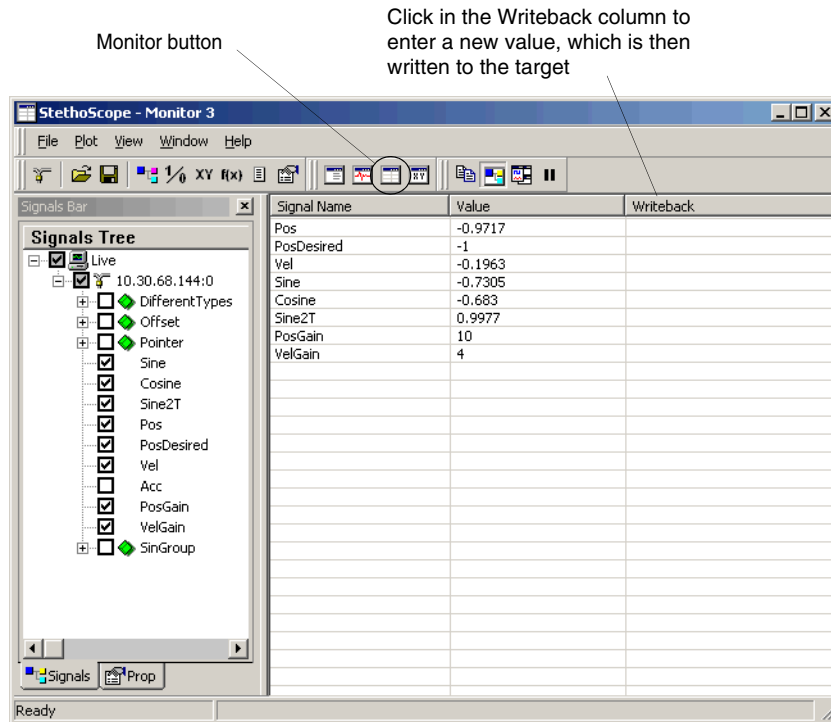 Monitor button
Click in the Writeback column to
enter a new value, which is then
written to the target
StethoScope - Monitor 3
File Plot View Window Help
1/0 XY f(x) XY
Signals Bar
Signals Tree
Live
10.30.68.144:0
DifferentTypes
Offset
Pointer
Sine
Cosine
Sine2T
Pos
PosDesired
Vel
Acc
PosGain
VelGain
SinGroup
Signals Prop
Signal Name Value Writeback
Pos -0.9717
PosDesired -1
Vel -0.1963
Sine -0.7305
Cosine -0.683
Sine2T 0.9977
PosGain 10
VelGain 4
Ready